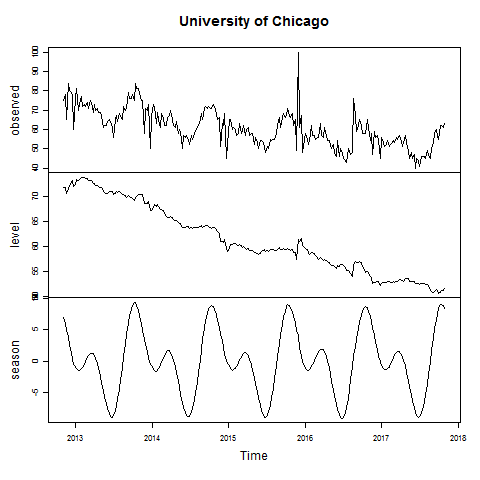 University of Chicago
observed
40 50 60 70 80 90 100
level
50 55 60 65 70
season
-5 0 5
2013 2014 2015 2016 2017 2018
Time